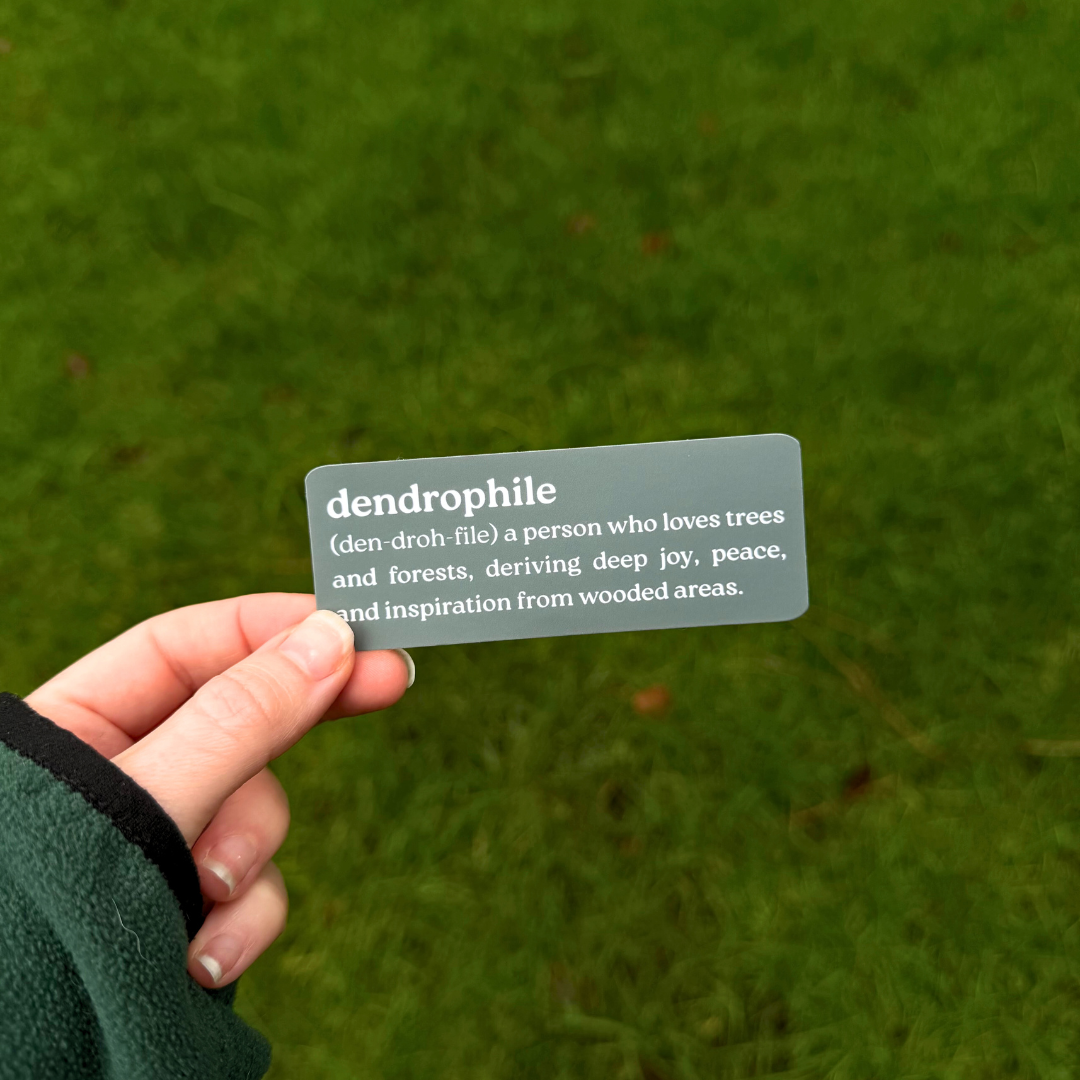 dendrophile
(den-droh-file) a person who loves trees
and forests, deriving deep joy, peace,
and inspiration from wooded areas.